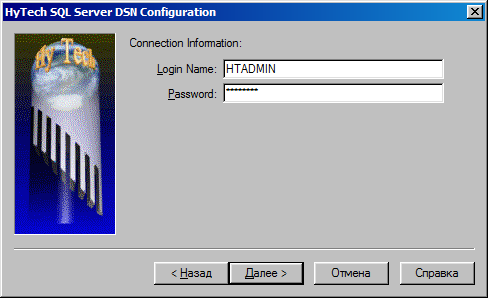 HyTech SQL Server DSN Configuration
Hy Tech
Connection Information:
Login Name: HTADMIN
Password: ********
< Назад Далее > Отмена Справка